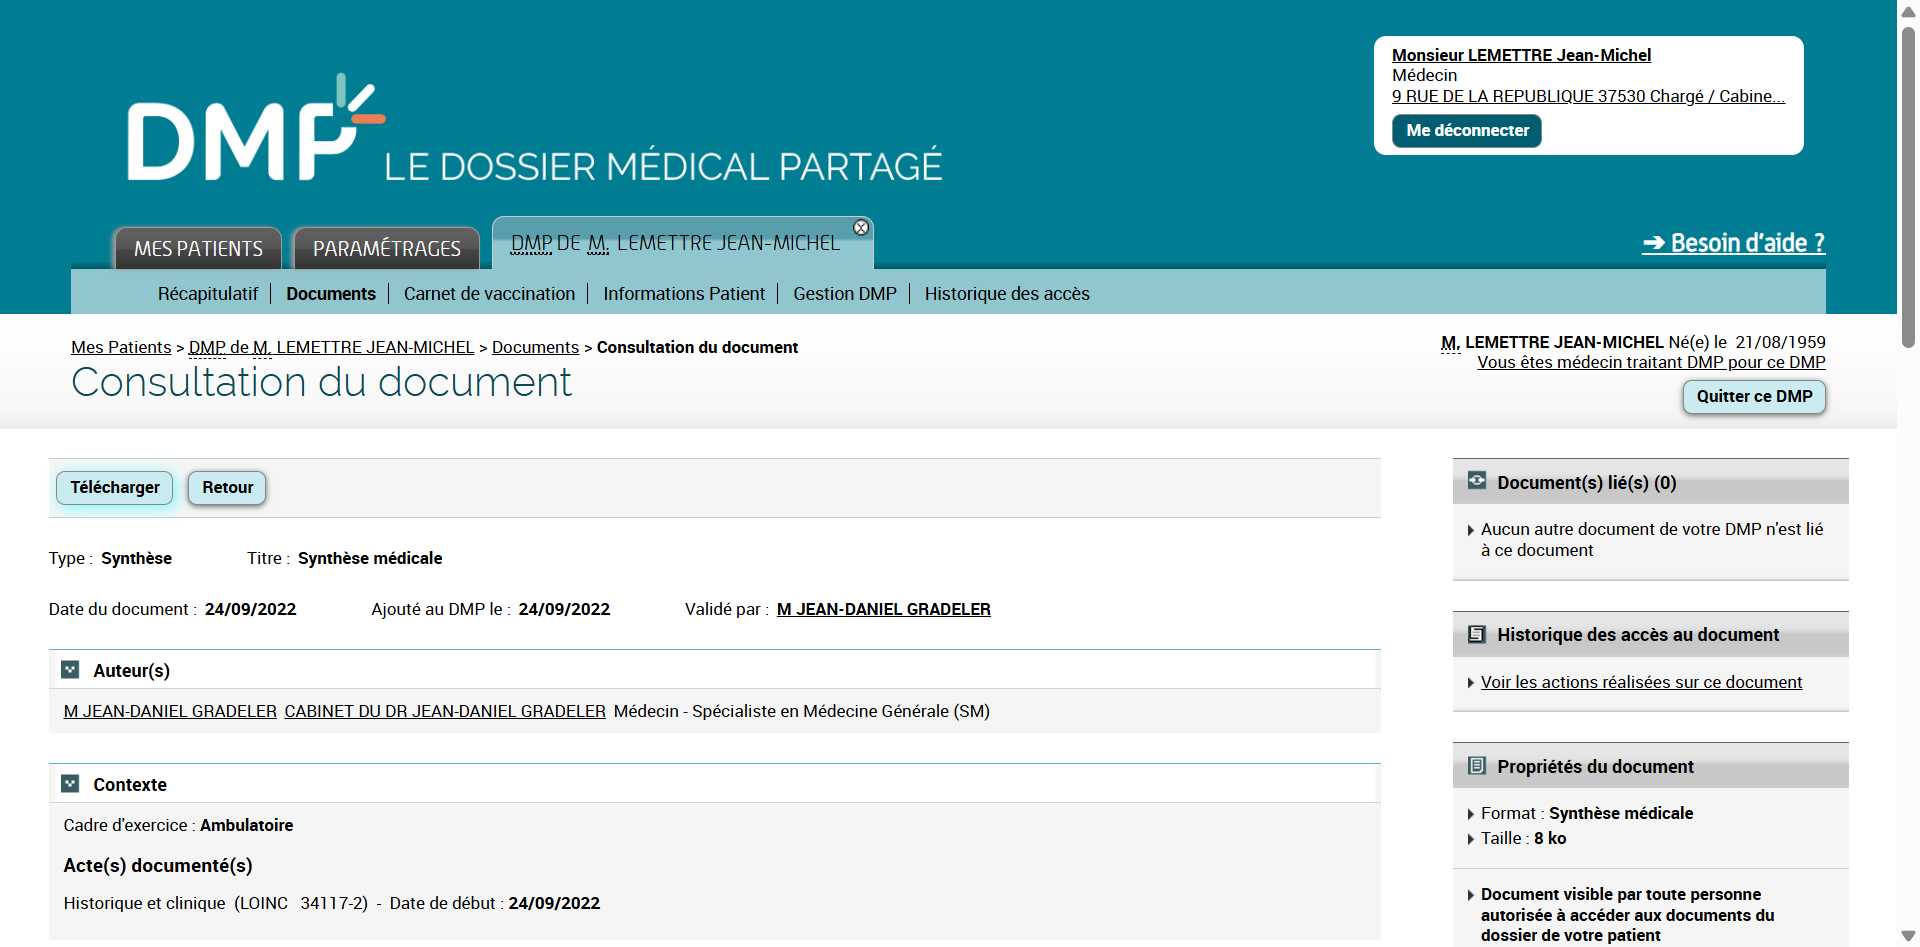 Monsieur LEMETTRE Jean-Michel
Médecin
9 RUE DE LA REPUBLIQUE 37530 Chargé / Cabine...
Me déconnecter
DMP LE DOSSIER MÉDICAL PARTAGÉ
MES PATIENTS PARAMÉTRAGES DMP DE M. LEMETTRE JEAN-MICHEL
➔ Besoin d'aide ?
Récapitulatif Documents Carnet de vaccination Informations Patient Gestion DMP Historique des accès
Mes Patients > DMP de M. LEMETTRE JEAN-MICHEL > Documents > Consultation du document
Consultation du document
M. LEMETTRE JEAN-MICHEL Né(e) le 21/08/1959
Vous êtes médecin traitant DMP pour ce DMP
Quitter ce DMP
Télécharger Retour
Type : Synthèse Titre : Synthèse médicale
Date du document : 24/09/2022 Ajouté au DMP le : 24/09/2022 Validé par : M JEAN-DANIEL GRADELER
Auteur(s)
M JEAN-DANIEL GRADELER CABINET DU DR JEAN-DANIEL GRADELER Médecin - Spécialiste en Médecine Générale (SM)
Contexte
Cadre d'exercice : Ambulatoire
Acte(s) documenté(s)
Historique et clinique (LOINC 34117-2) - Date de début : 24/09/2022
Document(s) lié(s) (0)
Aucun autre document de votre DMP n'est lié
à ce document
Historique des accès au document
Voir les actions réalisées sur ce document
Propriétés du document
Format : Synthèse médicale
Taille : 8 ko
Document visible par toute personne
autorisée à accéder aux documents du
dossier de votre patient